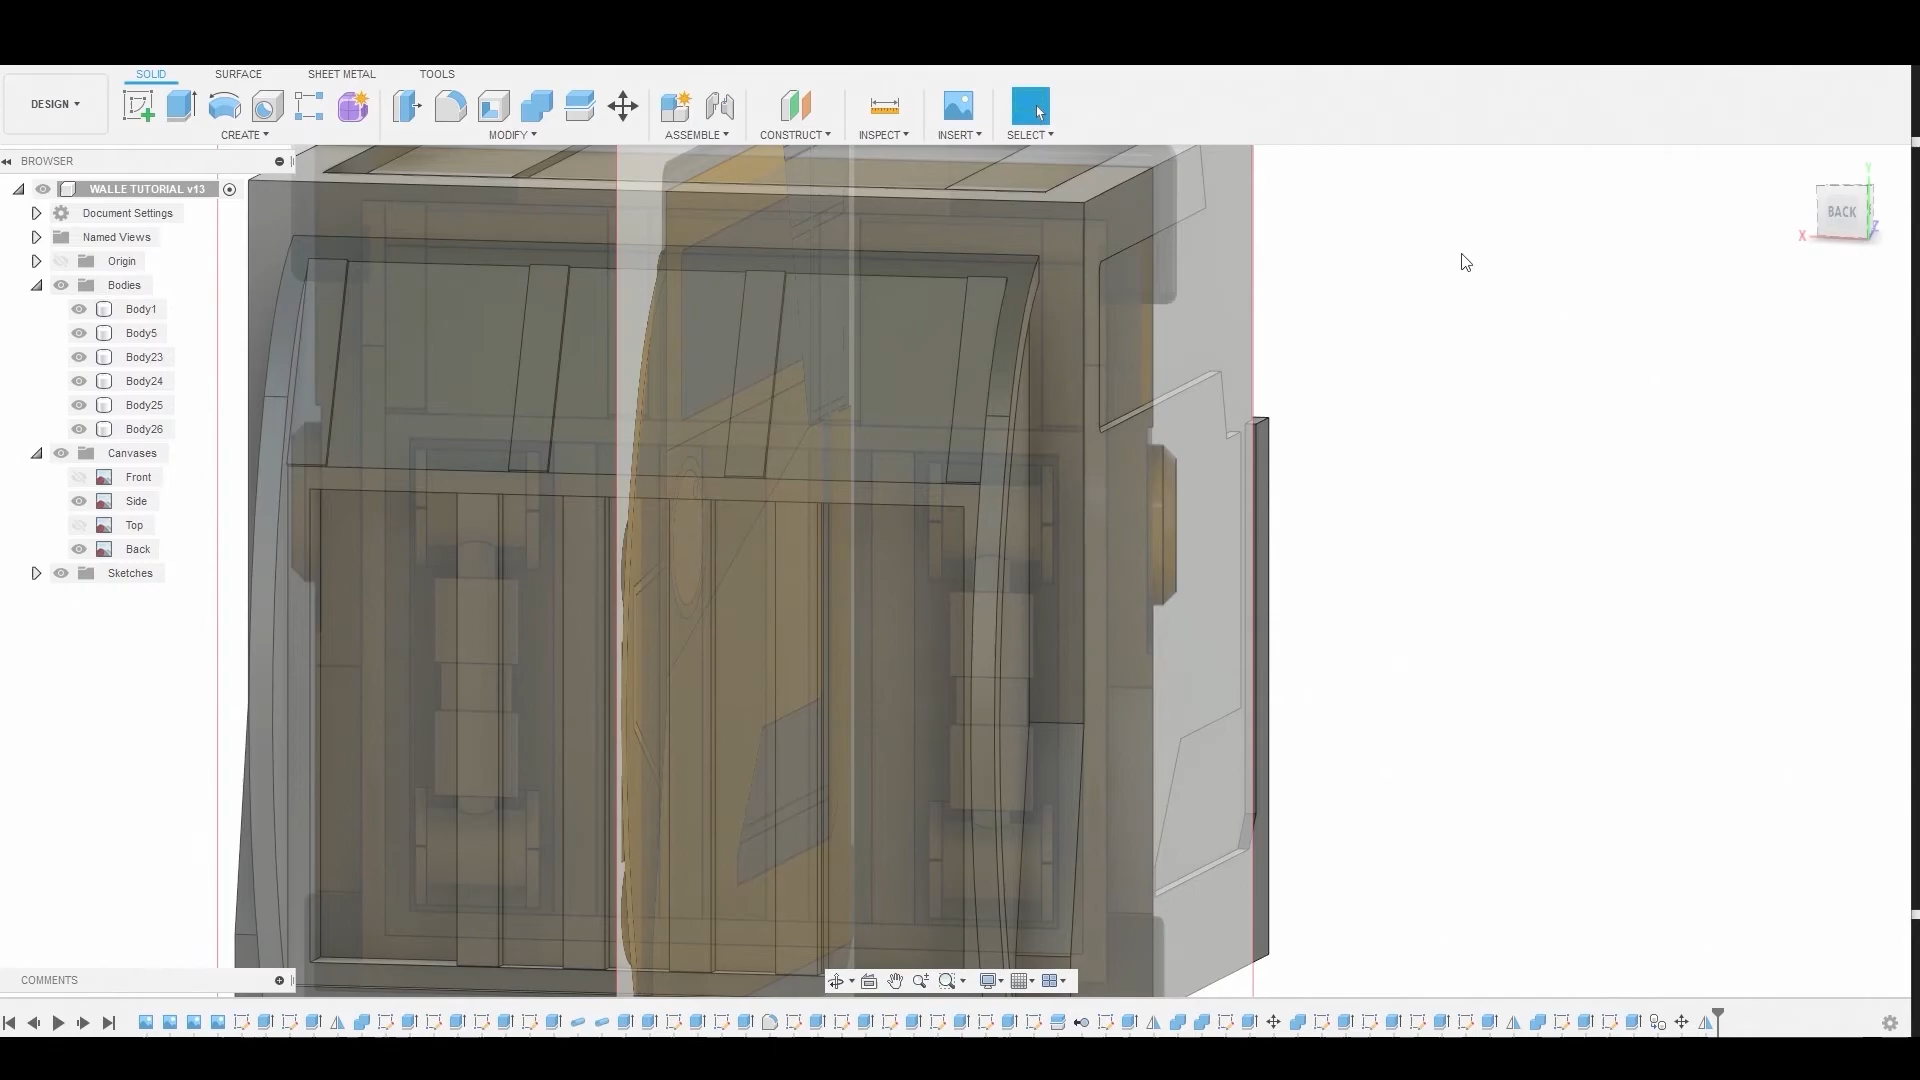 SOLID SURFACE SHEET METAL TOOLS
DESIGN
CREATE MODIFY ASSEMBLE CONSTRUCT INSPECT INSERT SELECT
BROWSER
WALLE TUTORIAL v13
Document Settings
Named Views
Origin
Bodies
Body1
Body5
Body23
Body24
Body25
Body26
Canvases
Front
Side
Top
Back
Sketches
Y
BACK
X
Z
COMMENTS